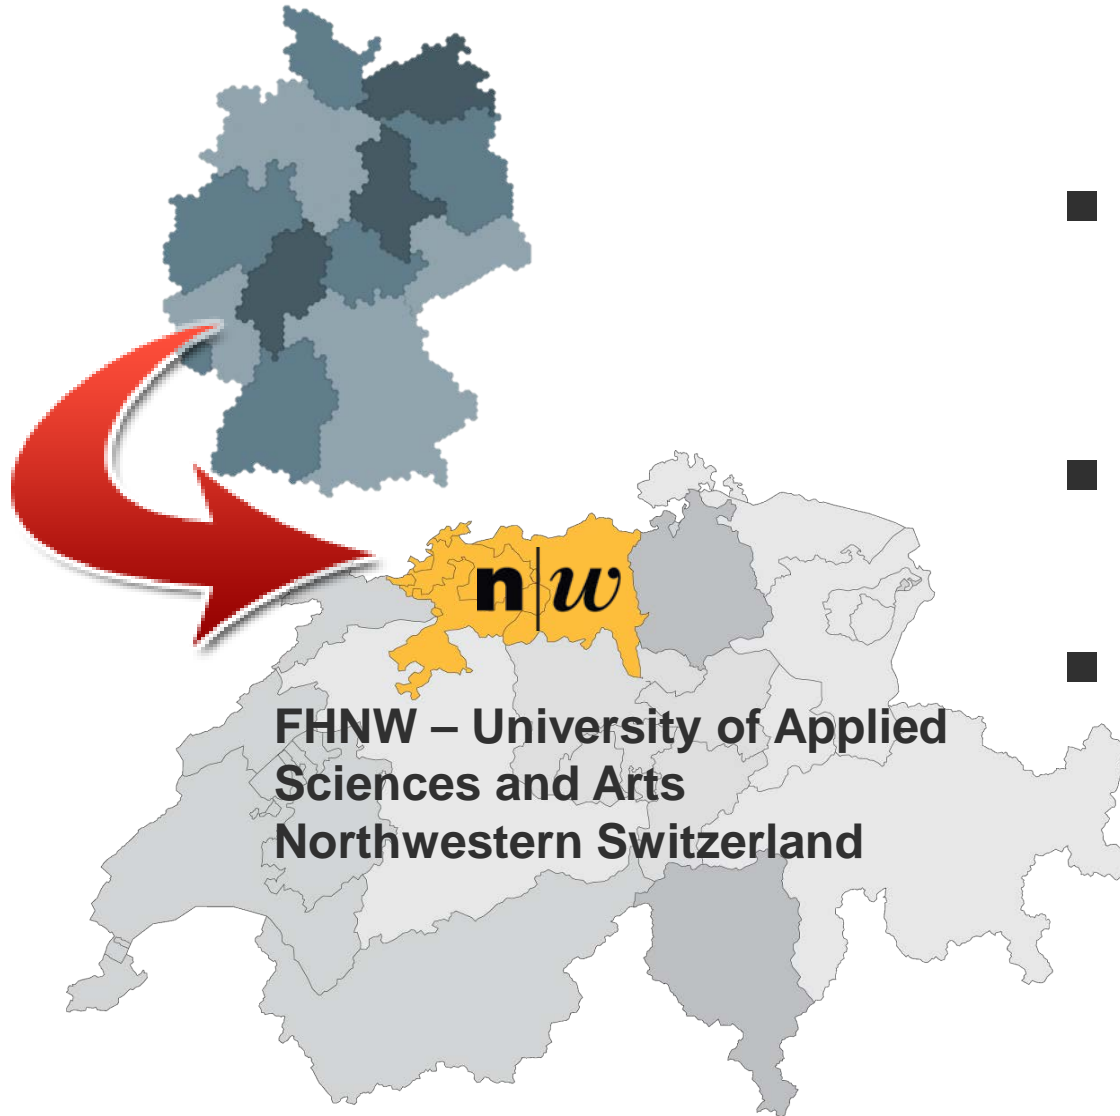 n|w
FHNW – University of Applied
Sciences and Arts
Northwestern Switzerland